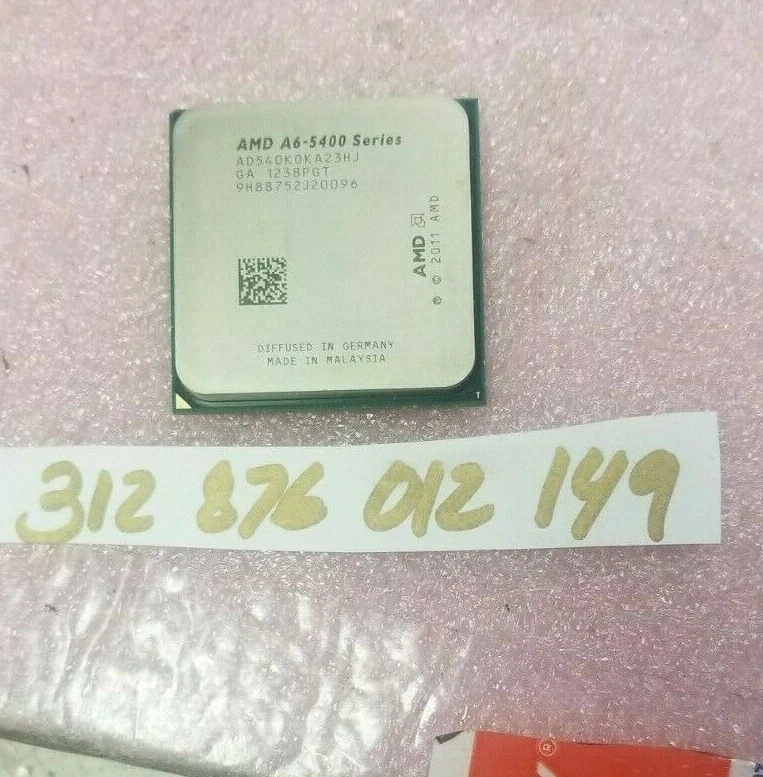 AMD A6-5400 Series
AD540K0KA23HJ
GA 1238PGT
9H88752J20096
AMD
® © 2011 AMD
DIFFUSED IN GERMANY
MADE IN MALAYSIA
T
312 876 012 149
®